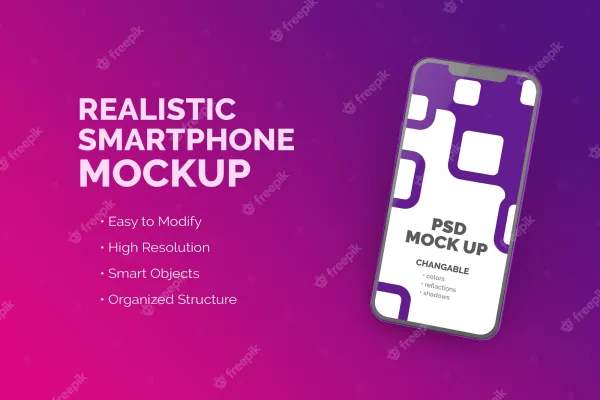 REALISTIC
SMARTPHONE
MOCKUP
• Easy to Modify
• High Resolution
• Smart Objects
• Organized Structure
PSD
MOCK UP
CHANGABLE
• colors
• reflactions
• shadows
freepik